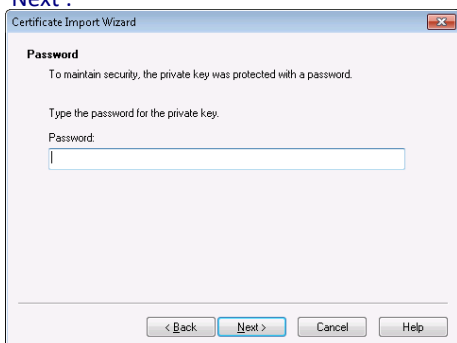 Next'.
Certificate Import Wizard
Password
To maintain security, the private key was protected with a password.
Type the password for the private key.
Password:
< Back Next > Cancel Help